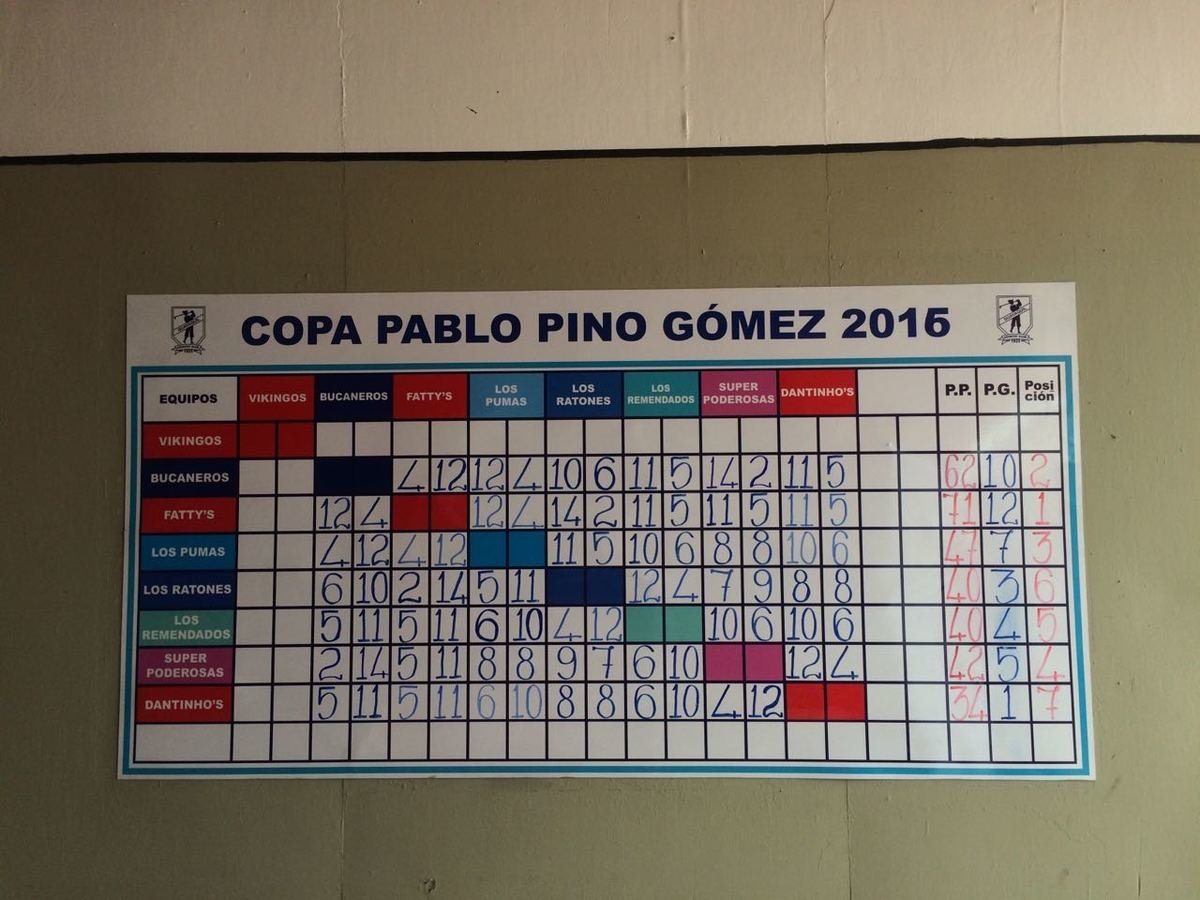 COPA PABLO PINO GÓMEZ 2016
EQUIPOS VIKINGOS BUCANEROS FATTY'S LOS PUMAS LOS RATONES LOS REMENDADOS SUPER PODEROSAS DANTINHO'S P.P. P.G. Posi ción
VIKINGOS
BUCANEROS 4 12 12 4 10 6 11 5 14 2 11 5 62 10 2
FATTY'S 12 4 12 4 14 2 11 5 11 5 11 5 71 12 1
LOS PUMAS 4 12 4 12 11 5 10 6 8 8 10 6 47 7 3
LOS RATONES 6 10 2 14 5 11 12 4 7 9 8 8 40 3 6
LOS REMENDADOS 5 11 5 11 6 10 4 12 10 6 10 6 40 4 5
SUPER PODEROSAS 2 14 5 11 8 8 9 7 6 10 12 4 42 5 4
DANTINHO'S 5 11 5 11 6 10 8 8 6 10 4 12 34 1 7